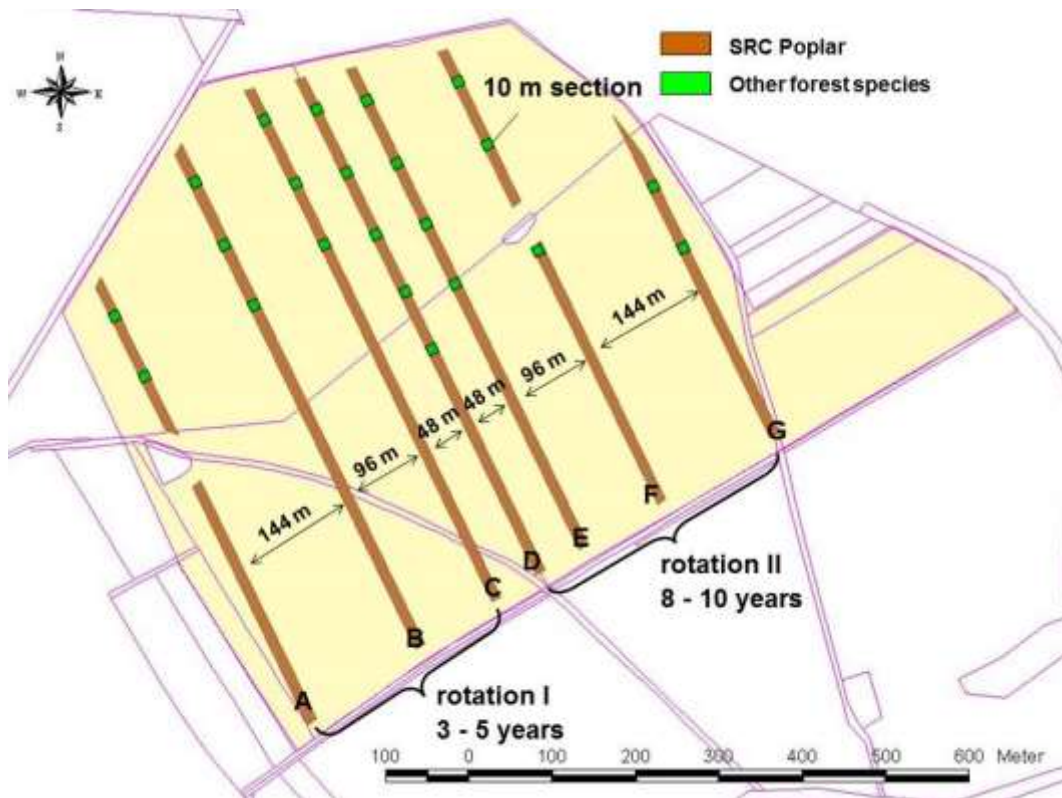 SRC Poplar
Other forest species
N
W E
S
10 m section
144 m
96 m
48 m
48 m
96 m
144 m
A
B
C
D
E
F
G
rotation I
3 - 5 years
rotation II
8 - 10 years
100 0 100 200 300 400 500 600 Meter